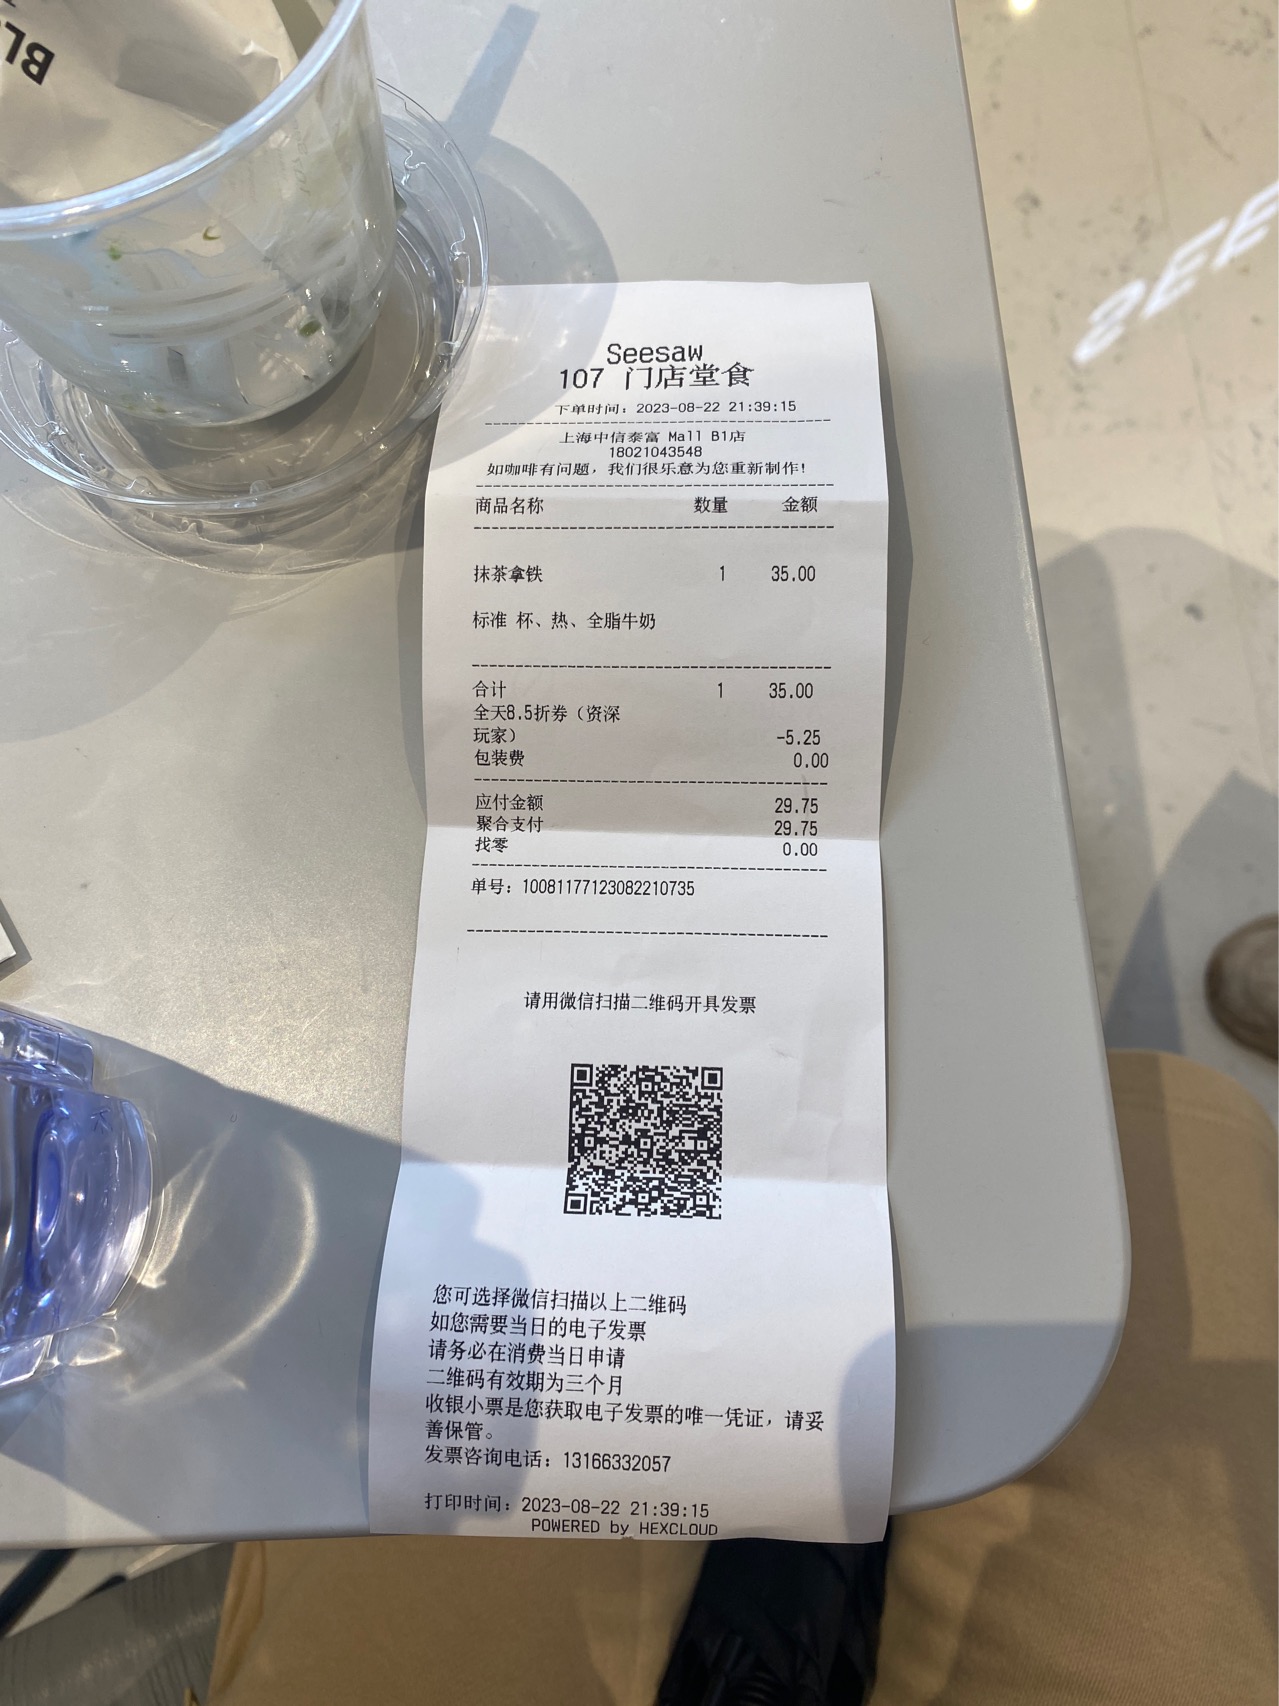 BL
Seesaw
107 门店堂食
下单时间：2023-08-22 21:39:15
上海中信泰富 Mall B1店
18021043548
如咖啡有问题，我们很乐意为您重新制作！
商品名称 数量 金额
抹茶拿铁 1 35.00
标准 杯、热、全脂牛奶
合计 1 35.00
全天8.5折券（资深
玩家） -5.25
包装费 0.00
应付金额 29.75
聚合支付 29.75
找零 0.00
单号：10081177123082210735
请用微信扫描二维码开具发票
您可选择微信扫描以上二维码
如您需要当日的电子发票
请务必在消费当日申请
二维码有效期为三个月
收银小票是您获取电子发票的唯一凭证，请妥
善保管。
发票咨询电话：13166332057
打印时间：2023-08-22 21:39:15
POWERED by HEXCLOUD